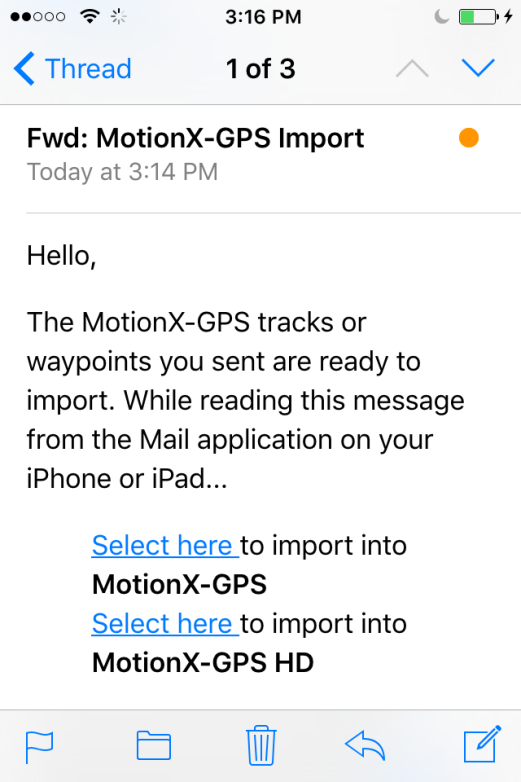 3:16 PM
Thread
1 of 3
Fwd: MotionX-GPS Import
Today at 3:14 PM
Hello,
The MotionX-GPS tracks or
waypoints you sent are ready to
import. While reading this message
from the Mail application on your
iPhone or iPad...
Select here to import into
MotionX-GPS
Select here to import into
MotionX-GPS HD